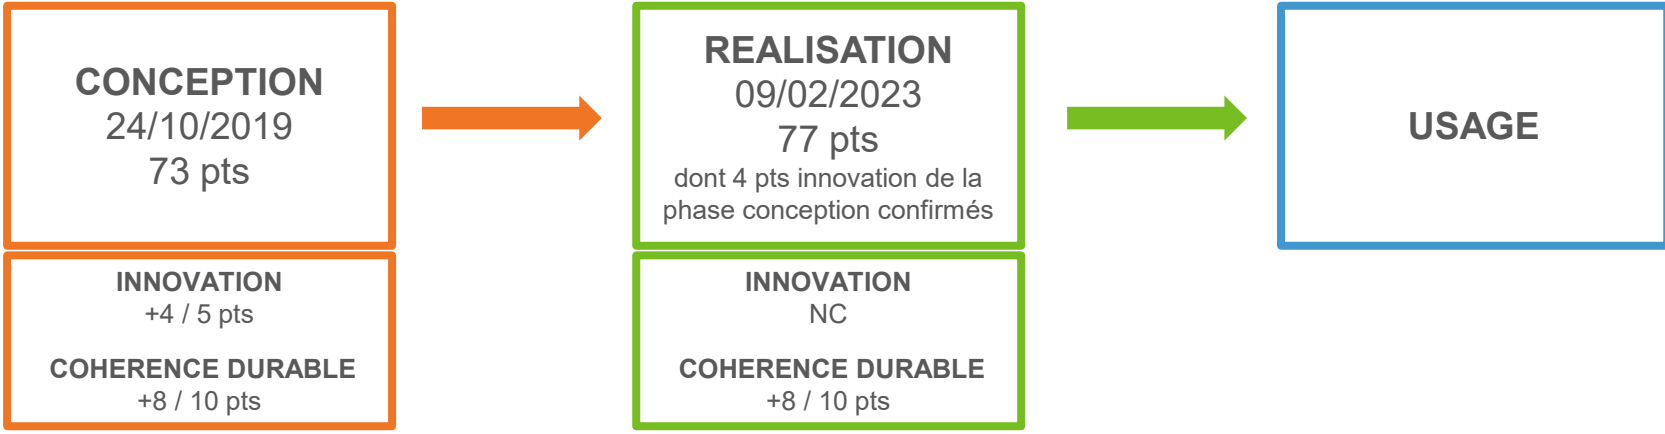 CONCEPTION
24/10/2019
73 pts
INNOVATION
+4 / 5 pts
COHERENCE DURABLE
+8 / 10 pts
REALISATION
09/02/2023
77 pts
dont 4 pts innovation de la
phase conception confirmés
INNOVATION
NC
COHERENCE DURABLE
+8 / 10 pts
USAGE